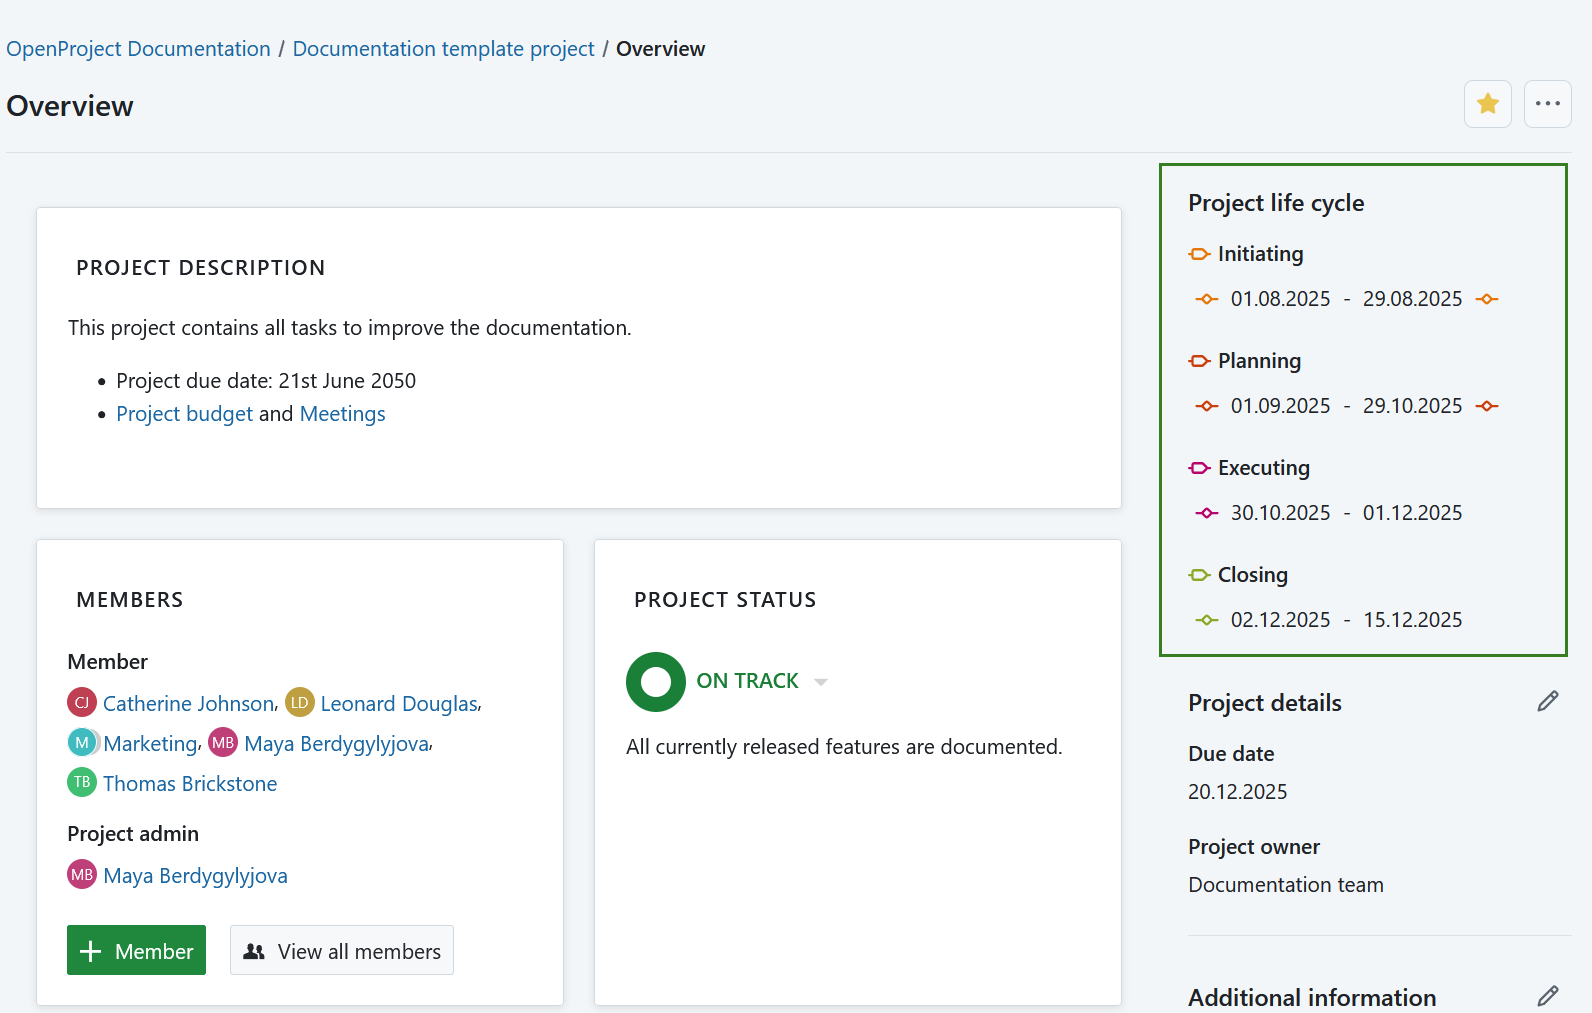 OpenProject Documentation / Documentation template project / Overview
Overview
PROJECT DESCRIPTION
This project contains all tasks to improve the documentation.
• Project due date: 21st June 2050
• Project budget and Meetings
MEMBERS
Member
CJ Catherine Johnson, LD Leonard Douglas,
M Marketing, MB Maya Berdygylyjova,
TB Thomas Brickstone
Project admin
MB Maya Berdygylyjova
+ Member
View all members
PROJECT STATUS
ON TRACK
All currently released features are documented.
Project life cycle
Initiating
01.08.2025 - 29.08.2025
Planning
01.09.2025 - 29.10.2025
Executing
30.10.2025 - 01.12.2025
Closing
02.12.2025 - 15.12.2025
Project details
Due date
20.12.2025
Project owner
Documentation team
Additional information